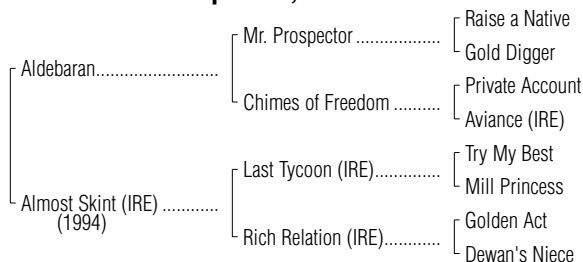 Raise a Native
Mr. Prospector ..................
Gold Digger
Aldebaran..........................
Private Account
Chimes of Freedom ..........
Aviance (IRE)
Try My Best
Last Tycoon (IRE)..............
Mill Princess
Almost Skint (IRE) ............
(1994)
Golden Act
Rich Relation (IRE)............
Dewan's Niece